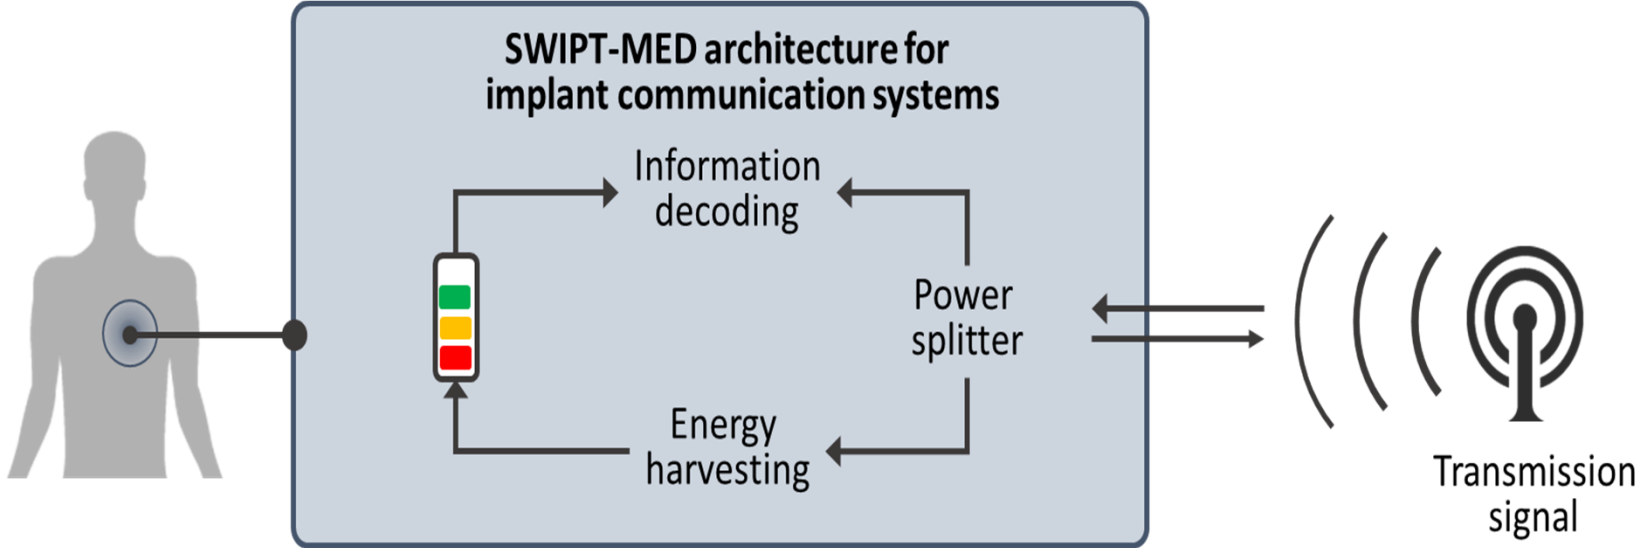 SWIPT-MED architecture for
implant communication systems
Information
decoding
Power
splitter
Energy
harvesting
Transmission
signal